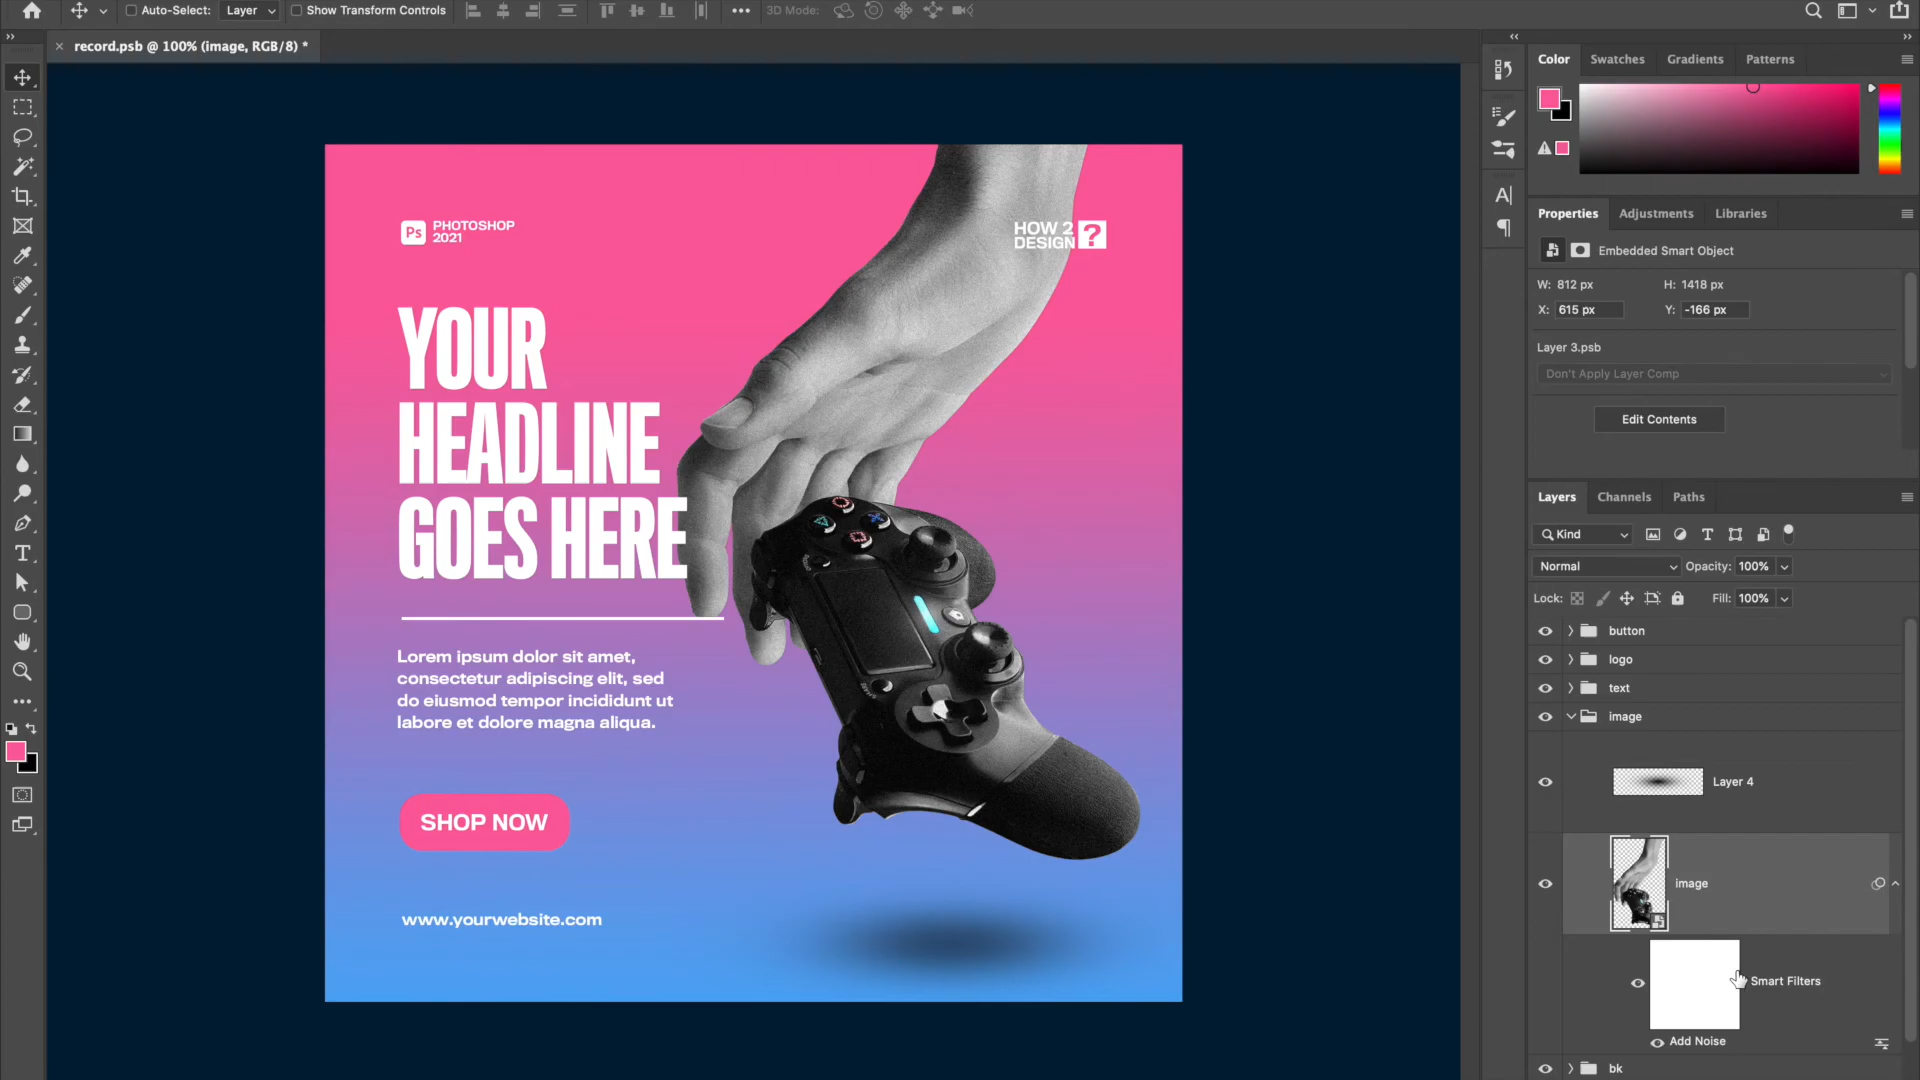 Auto-Select:
Layer
Show Transform Controls
3D Mode:
record.psb @ 100% (image, RGB/8) *
Color
Swatches
Gradients
Patterns
Properties
Adjustments
Libraries
Embedded Smart Object
W: 812 px
H: 1418 px
X: 615 px
Y: -166 px
Layer 3.psb
Don't Apply Layer Comp
Edit Contents
Layers
Channels
Paths
Kind
Normal
Opacity: 100%
Lock:
Fill: 100%
button
logo
text
image
Layer 4
image
Smart Filters
Add Noise
bk
Ps
PHOTOSHOP
2021
HOW 2
DESIGN
?
YOUR
HEADLINE
GOES HERE
Lorem ipsum dolor sit amet,
consectetur adipiscing elit, sed
do eiusmod tempor incididunt ut
labore et dolore magna aliqua.
SHOP NOW
www.yourwebsite.com